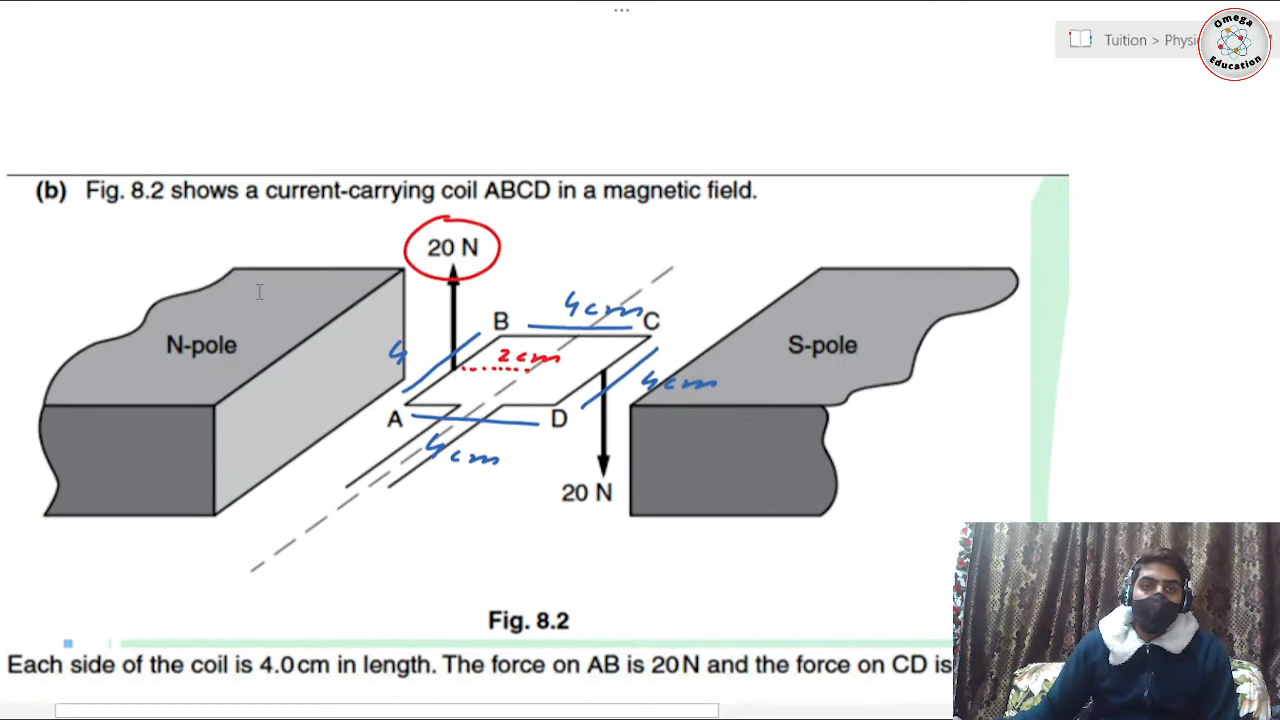 Tuition > Physi
Omega
Education
(b) Fig. 8.2 shows a current-carrying coil ABCD in a magnetic field.
20 N
4cm
B
C
N-pole
4
2cm
S-pole
4cm
A
D
4cm
20 N
Fig. 8.2
Each side of the coil is 4.0 cm in length. The force on AB is 20 N and the force on CD is